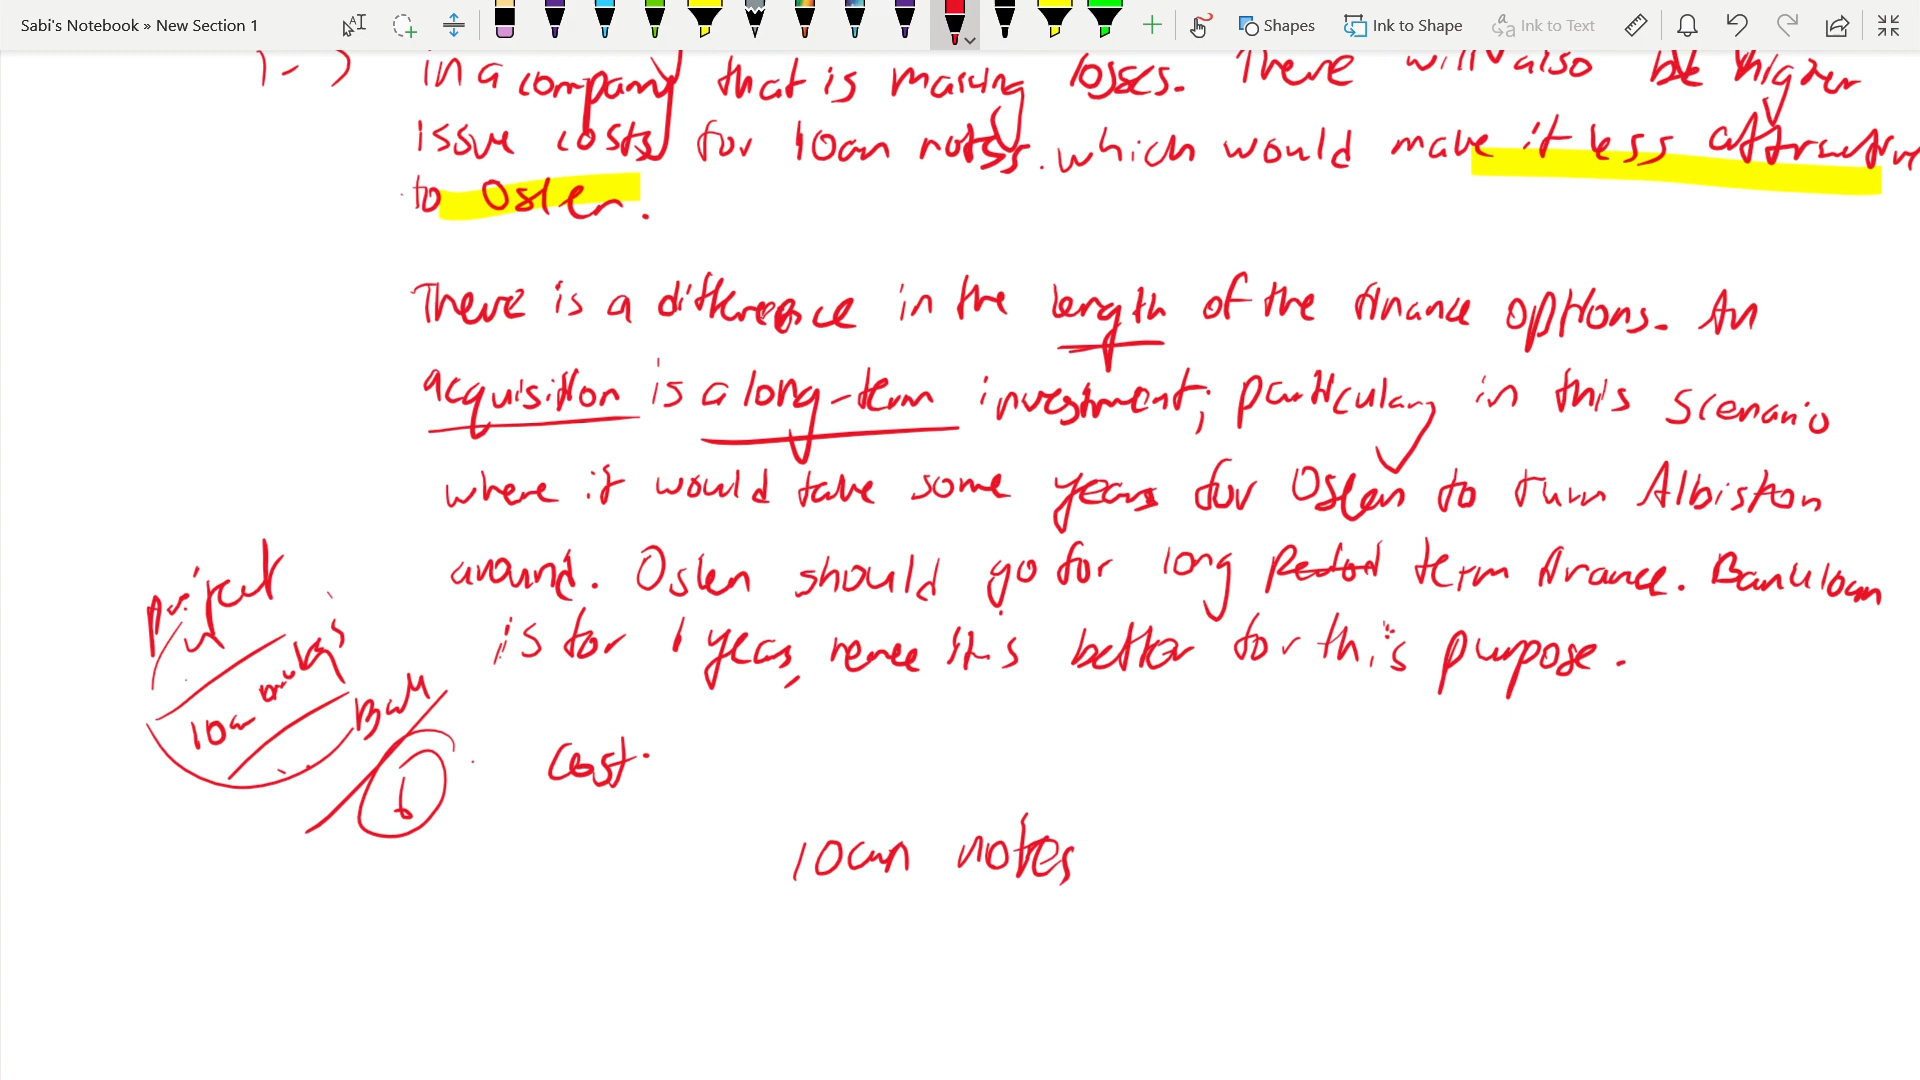 Sabi's Notebook » New Section 1
Shapes
Ink to Shape
Ink to Text
in a company that is making losses. There will also be higher
issue costs for loan notes. which would make it less attractive
to Oslen.
There is a difference in the length of the finance options. An
acquisition is a long-term investment; particulary in this scenario
where it would take some years for Oslen to turn Albiston
around. Oslen should go for long term finance. Bank loan
is for 1 year, hence it is better for this purpose.
project
loan notes
Bank
Cost.
loan notes